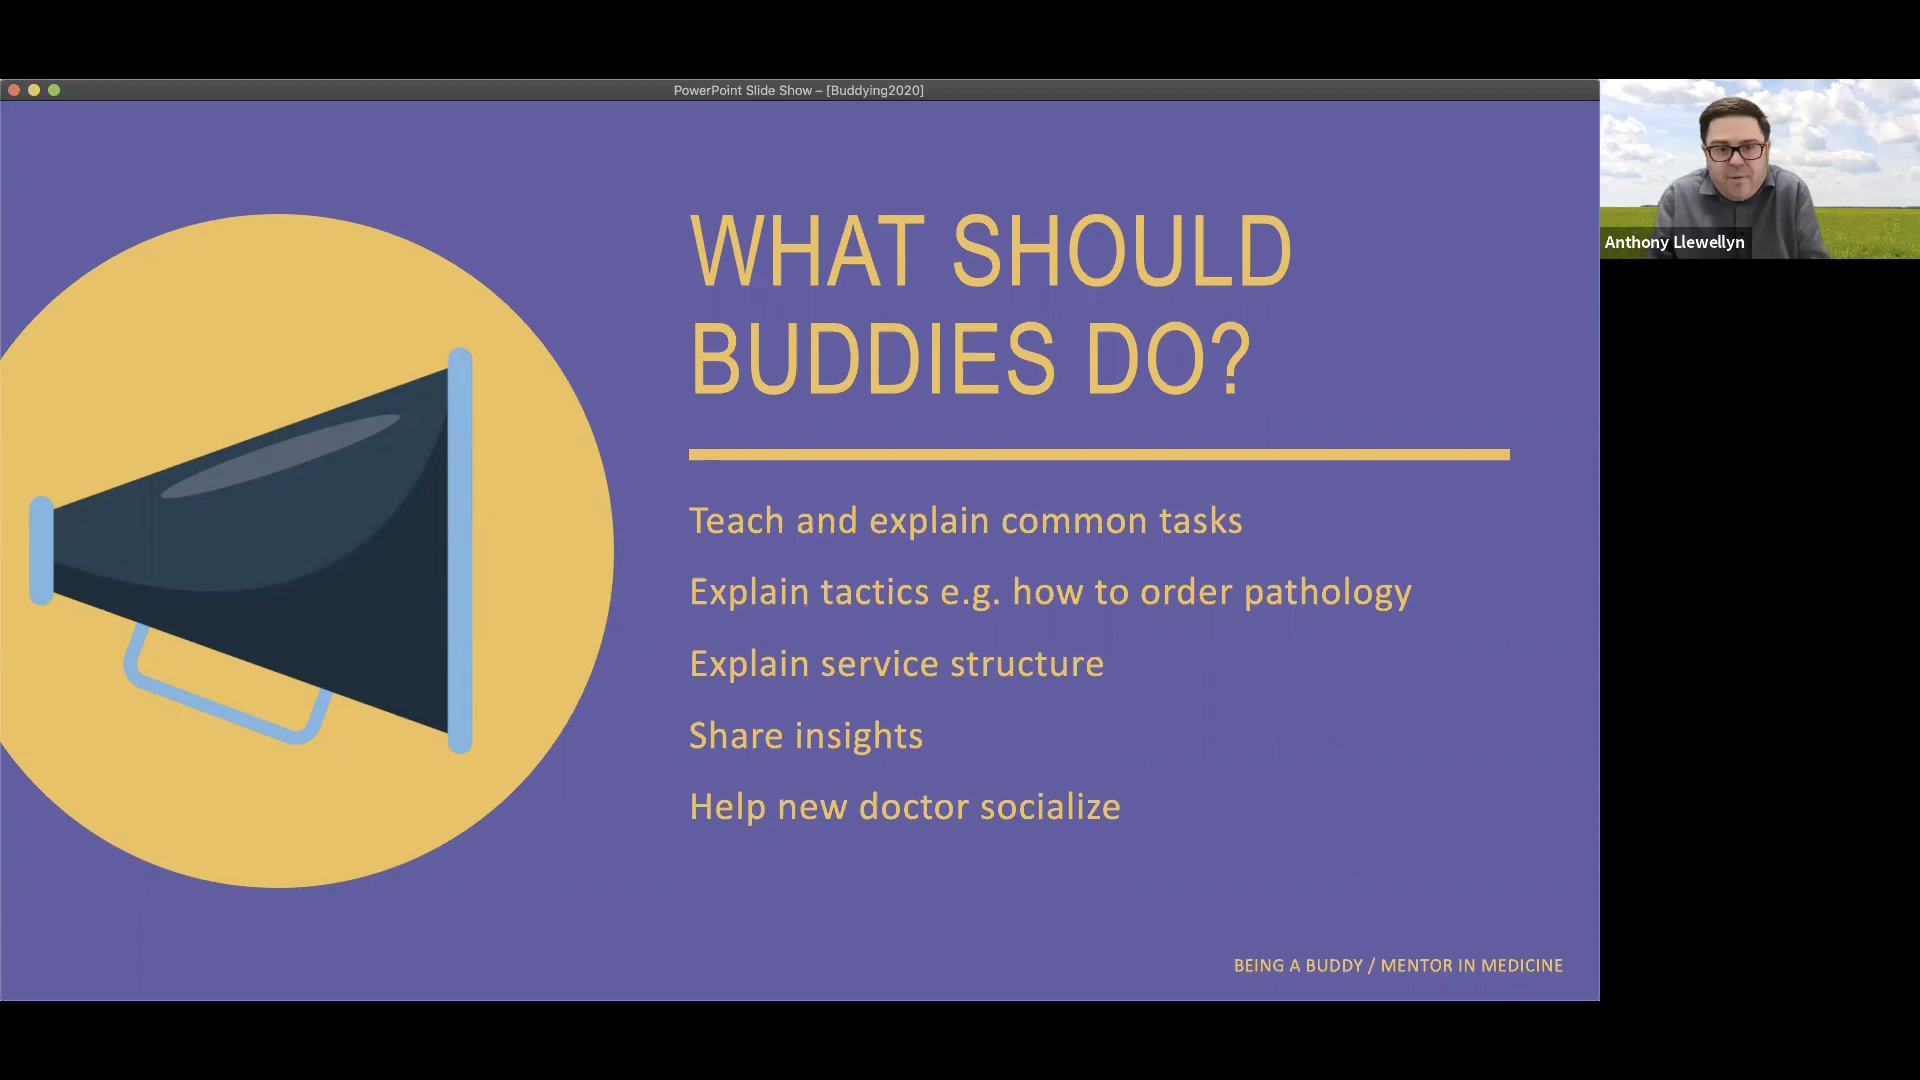 PowerPoint Slide Show – [Buddying2020]
WHAT SHOULD
BUDDIES DO?
Teach and explain common tasks
Explain tactics e.g. how to order pathology
Explain service structure
Share insights
Help new doctor socialize
BEING A BUDDY / MENTOR IN MEDICINE
Anthony Llewellyn